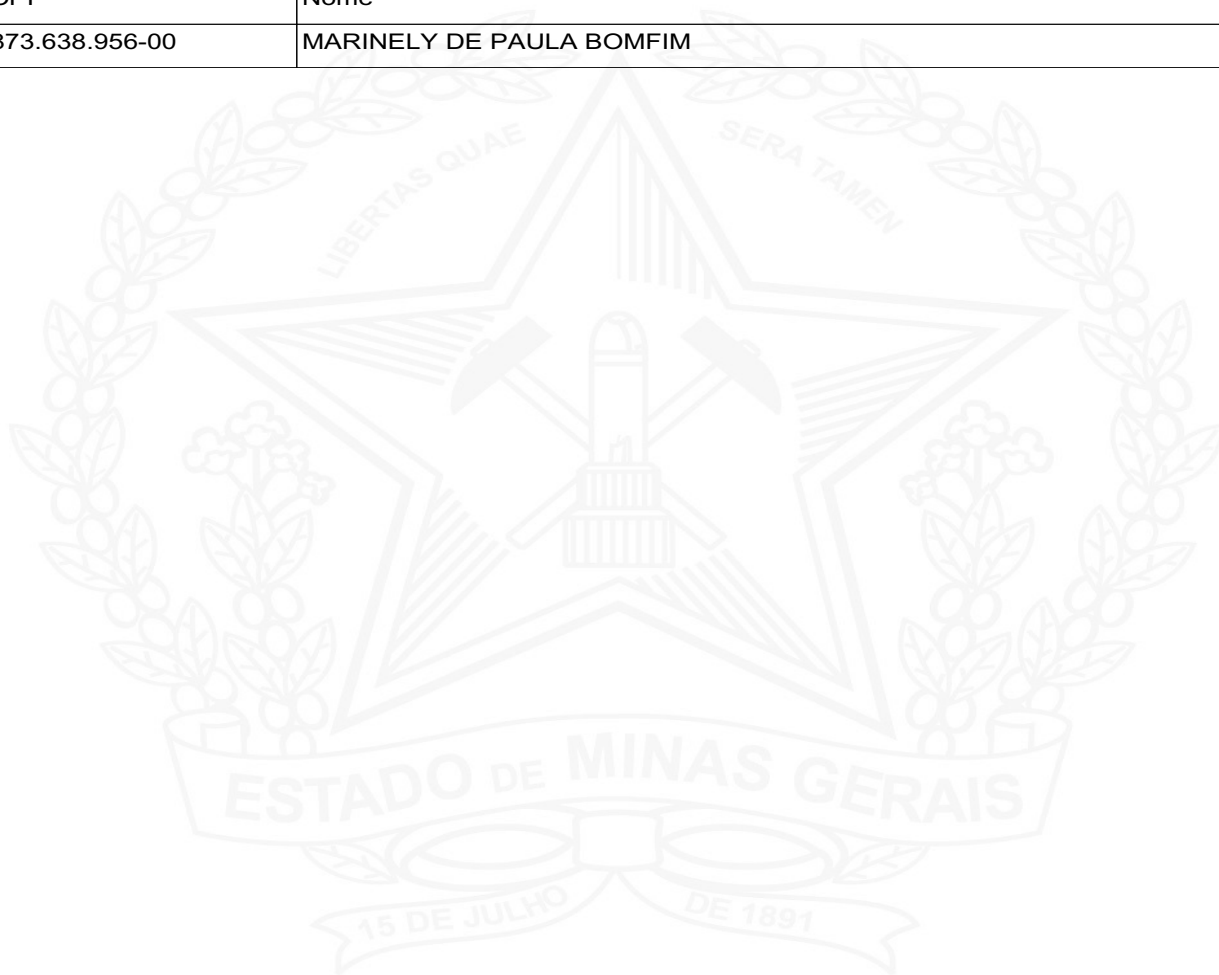 Nome
873.638.956-00 MARINELY DE PAULA BOMFIM
LIBERTAS QUAE SERA TAMEN
ESTADO DE MINAS GERAIS
15 DE JULHO DE 1891